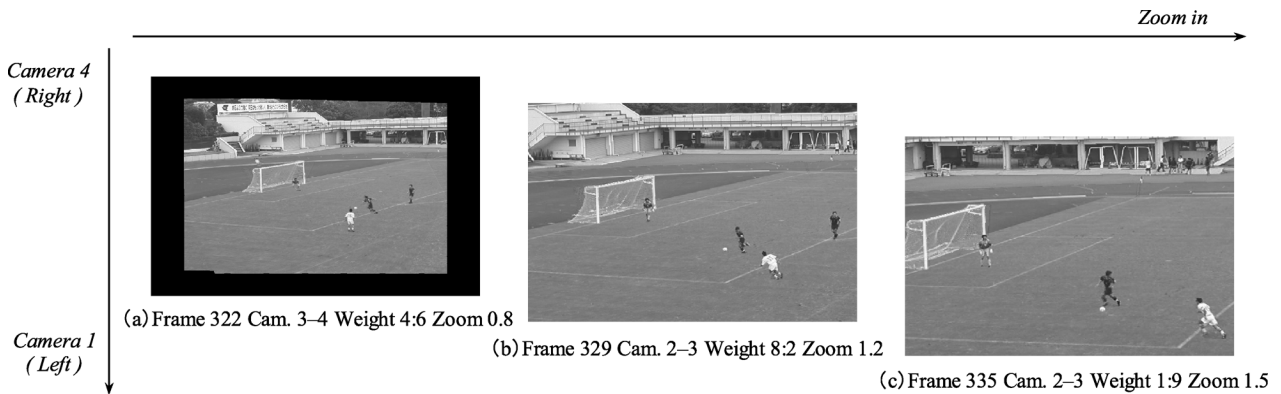 Zoom in
Camera 4
( Right )
(a) Frame 322 Cam. 3–4 Weight 4:6 Zoom 0.8
Camera 1
( Left )
(b) Frame 329 Cam. 2–3 Weight 8:2 Zoom 1.2
(c) Frame 335 Cam. 2–3 Weight 1:9 Zoom 1.5